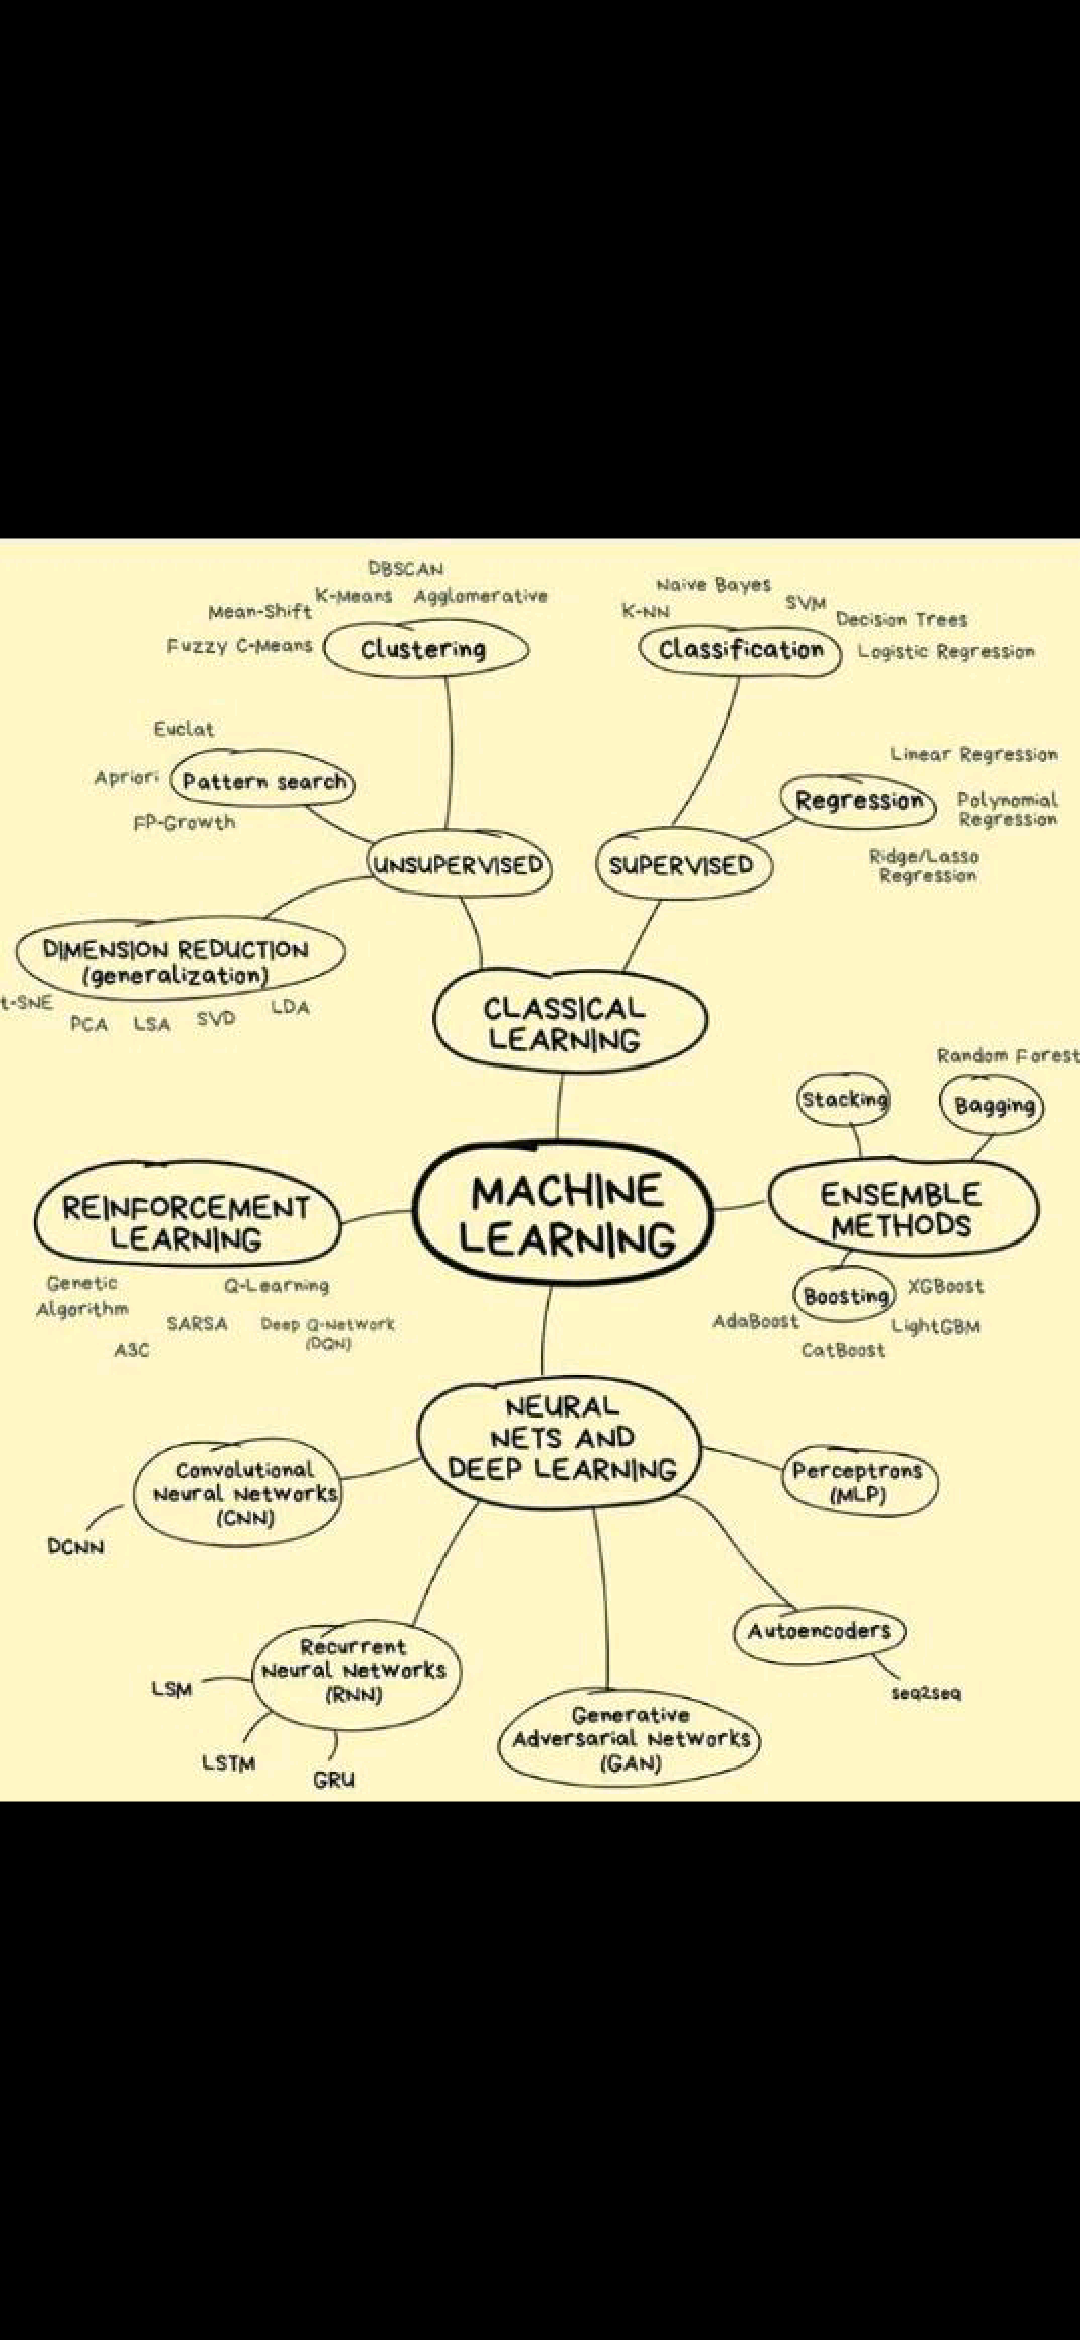 DBSCAN
K-Means
Agglomerative
Mean-Shift
Fuzzy C-Means
Clustering
Naive Bayes
K-NN
SVM
Decision Trees
Classification
Logistic Regression
Euclat
Apriori
Pattern search
FP-Growth
Linear Regression
Regression
Polynomial
Regression
Ridge/Lasso
Regression
UNSUPERVISED
SUPERVISED
DIMENSION REDUCTION
(generalization)
t-SNE
PCA
LSA
SVD
LDA
CLASSICAL
LEARNING
Random Forest
Stacking
Bagging
REINFORCEMENT
LEARNING
MACHINE
LEARNING
ENSEMBLE
METHODS
Genetic
Algorithm
Q-Learning
SARSA
Deep Q-Network
(DQN)
A3C
Boosting
XGBoost
AdaBoost
LightGBM
CatBoost
NEURAL
NETS AND
DEEP LEARNING
Convolutional
Neural Networks
(CNN)
DCNN
Perceptrons
(MLP)
Recurrent
Neural Networks
(RNN)
LSM
LSTM
GRU
Autoencoders
seq2seq
Generative
Adversarial Networks
(GAN)